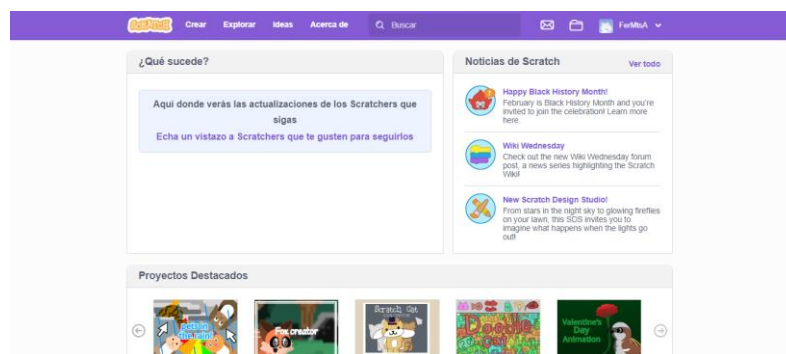 SCRATCH Crear Explorar Ideas Acerca de Buscar FerMtsA
¿Qué sucede?
Aquí donde verás las actualizaciones de los Scratchers que
sigas
Echa un vistazo a Scratchers que te gusten para seguirlos
Noticias de Scratch Ver todo
Happy Black History Month!
February is Black History Month and you're
invited to join the celebration! Learn more
here.
Wiki Wednesday
Check out the new Wiki Wednesday forum
post, a news series highlighting the Scratch
Wiki!
New Scratch Design Studio!
From stars in the night sky to glowing fireflies
on your lawn, this SDS invites you to
imagine what happens when the lights go
out!
Proyectos Destacados
pets in
the rain!
Fox creator
Scratch Cat
Doodle
Valentine's
Day
Animation